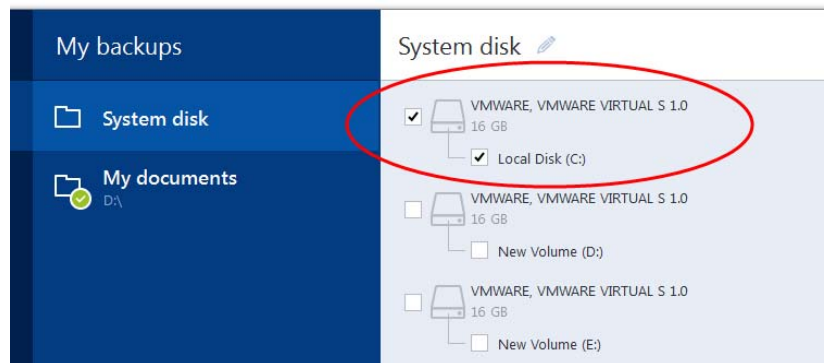 My backups
System disk
My documents
D:\
System disk
VMWARE, VMWARE VIRTUAL S 1.0
16 GB
Local Disk (C:)
VMWARE, VMWARE VIRTUAL S 1.0
16 GB
New Volume (D:)
VMWARE, VMWARE VIRTUAL S 1.0
16 GB
New Volume (E:)